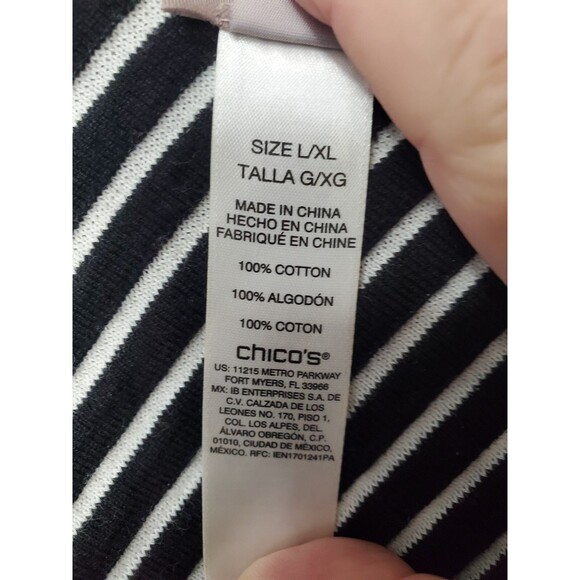 SIZE L/XL
TALLA G/XG
MADE IN CHINA
HECHO EN CHINA
FABRIQUÉ EN CHINE
100% COTTON
100% ALGODÓN
100% COTON
chico's®
US: 11215 METRO PARKWAY
FORT MYERS, FL 33966
MX: IB ENTERPRISES S.A. DE
C.V. CALZADA DE LOS
LEONES NO. 170, PISO 1,
COL. LOS ALPES, DEL.
ÁLVARO OBREGÓN, C.P.
01010, CIUDAD DE MÉXICO,
MÉXICO. RFC: IEN1701241PA